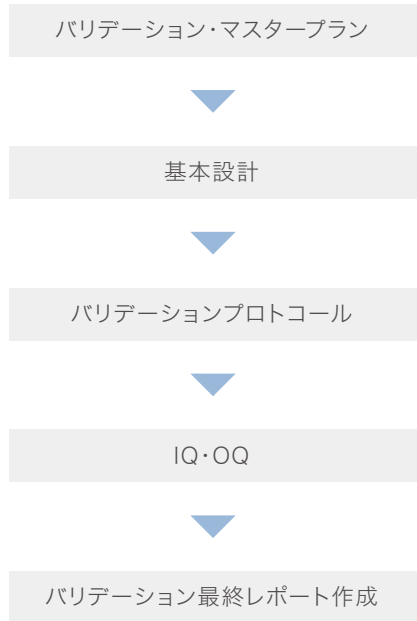 バリデーション・マスタープラン
基本設計
バリデーションプロトコール
IQ・OQ
バリデーション最終レポート作成